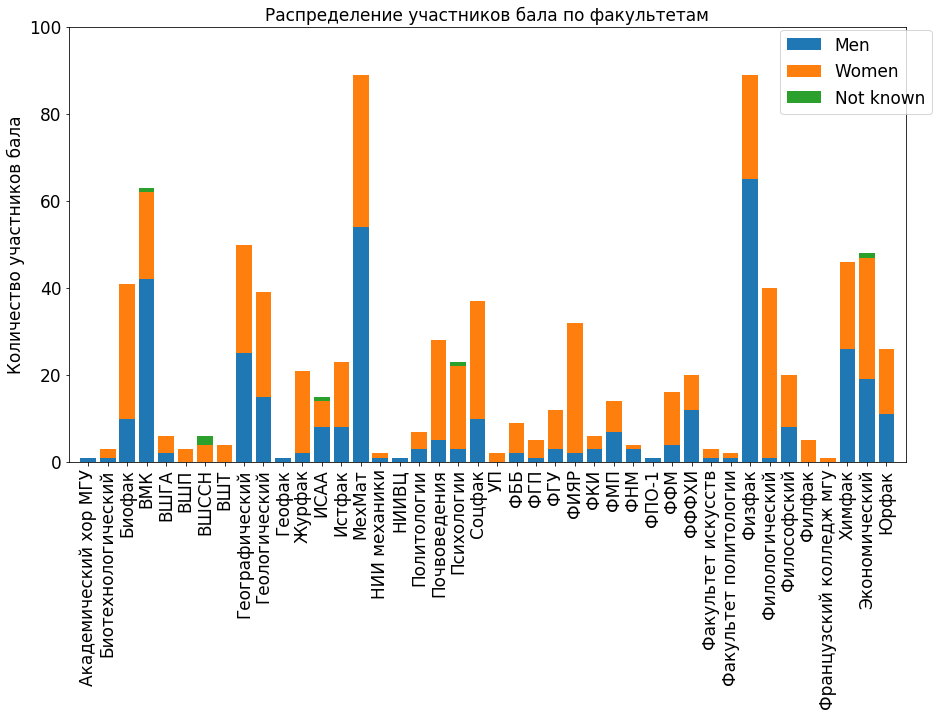 Распределение участников бала по факультетам
Количество участников бала
100
80
60
40
20
0
Men
Women
Not known
Академический хор МГУ
Биотехнологический
Биофак
ВМК
ВШГА
ВШП
ВШССН
ВШТ
Географический
Геологический
Геофак
Журфак
ИСАА
Истфак
МехМат
НИИ механики
НИИВЦ
Политологии
Почвоведения
Психологии
Соцфак
УП
ФББ
ФГП
ФГУ
ФИЯР
ФКИ
ФМП
ФНМ
ФПО-1
ФФМ
ФФФХИ
Факультет искусств
Факультет политологии
Физфак
Филологический
Философский
Филфак
Французский колледж МГУ
Химфак
Экономический
Юрфак